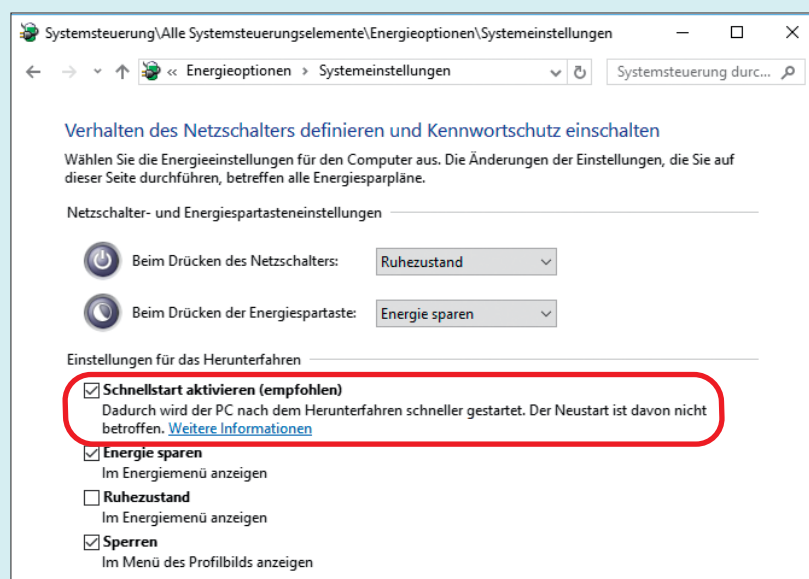 Systemsteuerung\Alle Systemsteuerungselemente\Energieoptionen\Systemeinstellungen
« Energieoptionen > Systemeinstellungen
Systemsteuerung durc...
Verhalten des Netzschalters definieren und Kennwortschutz einschalten
Wählen Sie die Energieeinstellungen für den Computer aus. Die Änderungen der Einstellungen, die Sie auf
dieser Seite durchführen, betreffen alle Energiesparpläne.
Netzschalter- und Energiespartasteneinstellungen
Beim Drücken des Netzschalters: Ruhezustand
Beim Drücken der Energiespartaste: Energie sparen
Einstellungen für das Herunterfahren
Schnellstart aktivieren (empfohlen)
Dadurch wird der PC nach dem Herunterfahren schneller gestartet. Der Neustart ist davon nicht
betroffen. Weitere Informationen
Energie sparen
Im Energiemenü anzeigen
Ruhezustand
Im Energiemenü anzeigen
Sperren
Im Menü des Profilbilds anzeigen